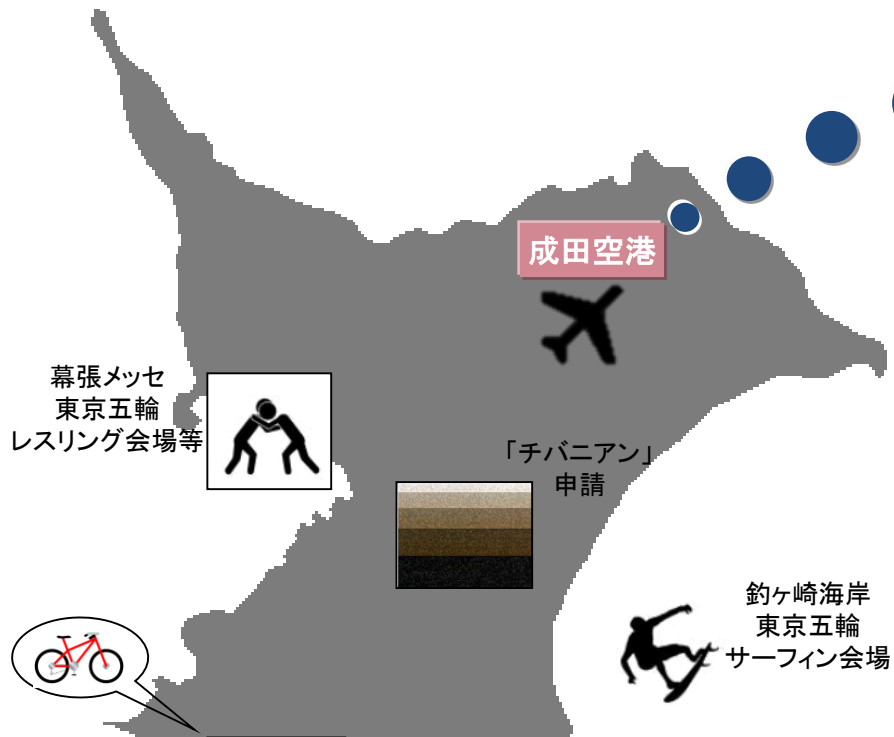 成田空港
幕張メッセ
東京五輪
レスリング会場等
「チバニアン」
申請
釣ヶ崎海岸
東京五輪
サーフィン会場